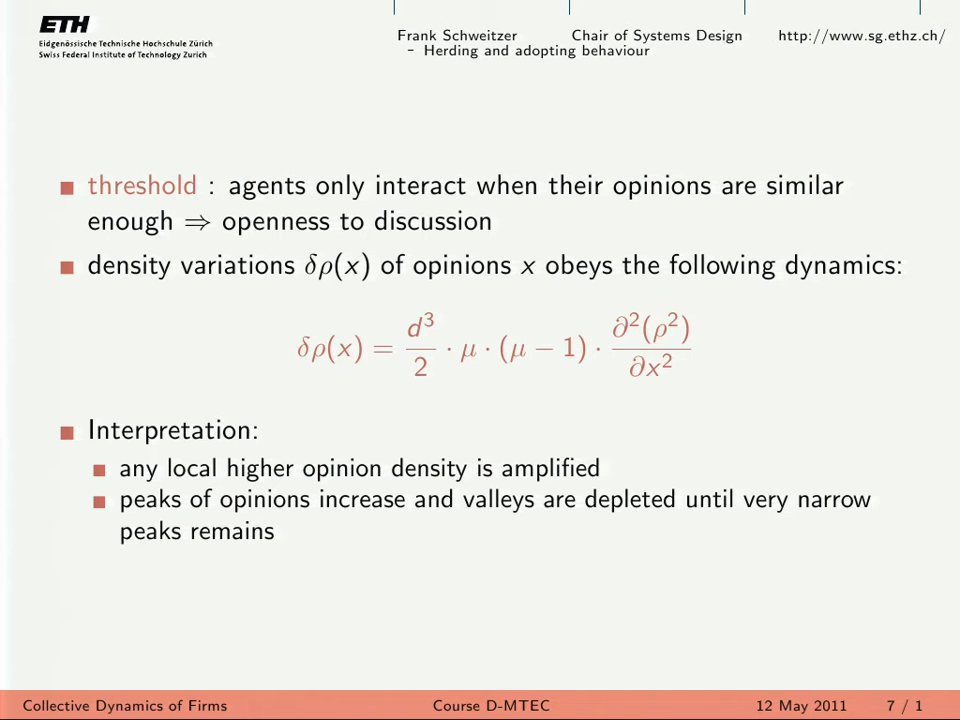 ETH
Eidgenössische Technische Hochschule Zürich
Swiss Federal Institute of Technology Zurich
Frank Schweitzer Chair of Systems Design http://www.sg.ethz.ch/
– Herding and adopting behaviour
threshold : agents only interact when their opinions are similar
enough ⇒ openness to discussion
density variations δρ(x) of opinions x obeys the following dynamics:
δρ(x) = d³/2 · μ · (μ − 1) · ∂²(ρ²)/∂x²
Interpretation:
any local higher opinion density is amplified
peaks of opinions increase and valleys are depleted until very narrow
peaks remains
Collective Dynamics of Firms Course D-MTEC 12 May 2011 7 / 1